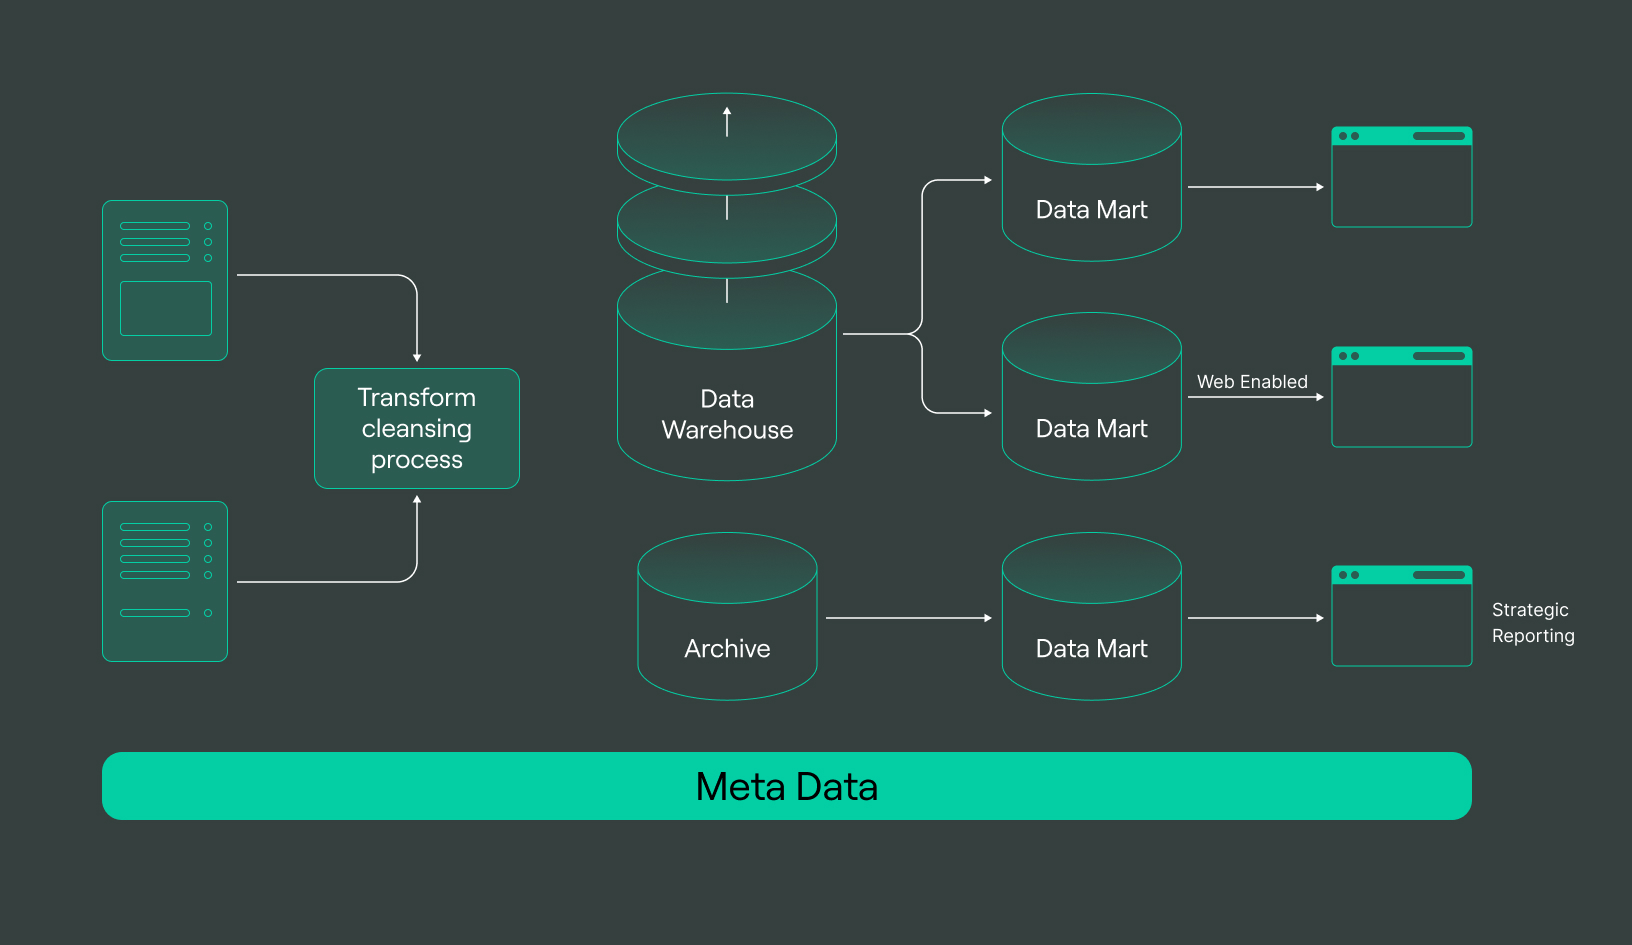 Transform
cleansing
process
Data
Warehouse
Data Mart
Web Enabled
Data Mart
Archive
Data Mart
Strategic
Reporting
Meta Data